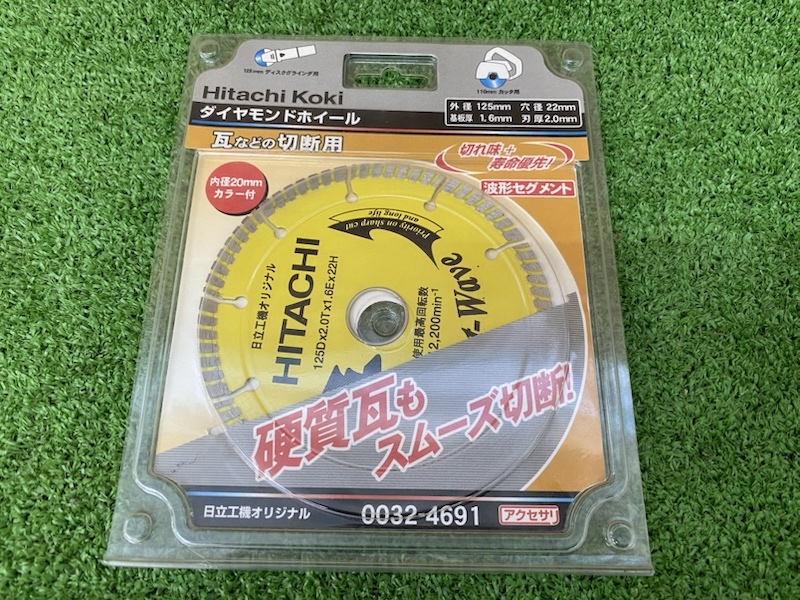 125mm ディスクグラインダ用
110mm カッタ用
Hitachi Koki
ダイヤモンドホイール
外径 125mm 穴径 22mm
基板厚 1.6mm 刃厚 2.0mm
瓦などの切断用
切れ味+
寿命優先!
波形セグメント
内径20mm
カラー付
Priority on sharp cut
and long life
日立工機オリジナル
HITACHI
125D×2.0T×1.6E×22H
使用最高回転数
2,200min-1
r-Wave
硬質瓦も
スムーズ切断!
日立工機オリジナル
0032-4691
アクセサリ